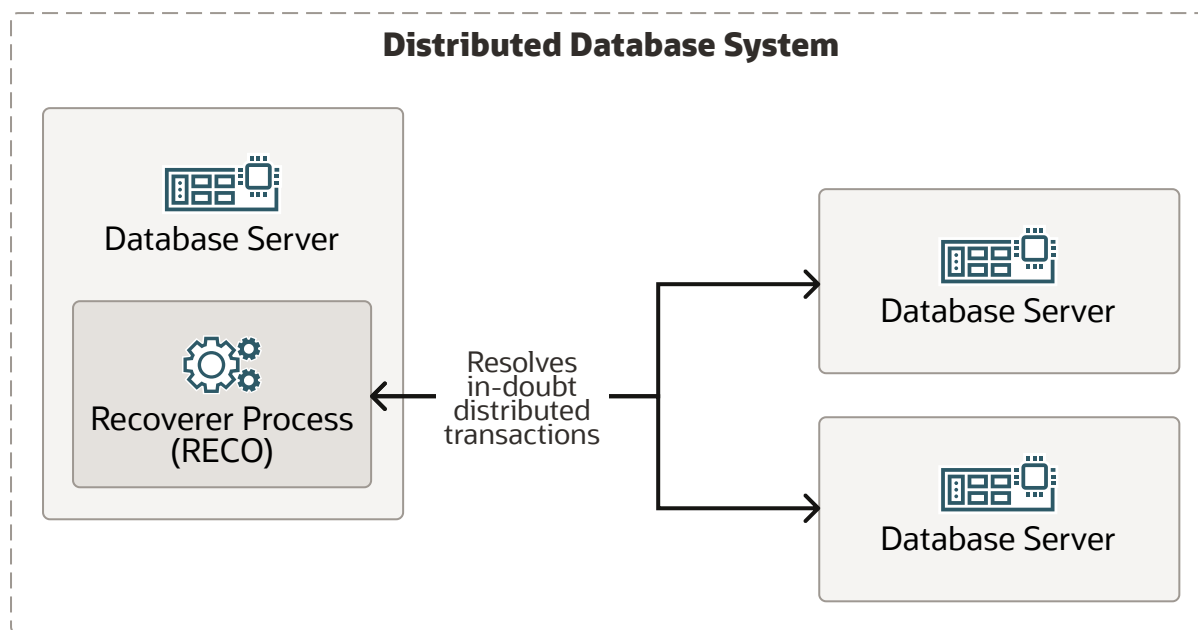 Distributed Database System
Database Server
Recoverer Process
(RECO)
Resolves
in-doubt
distributed
transactions
Database Server
Database Server